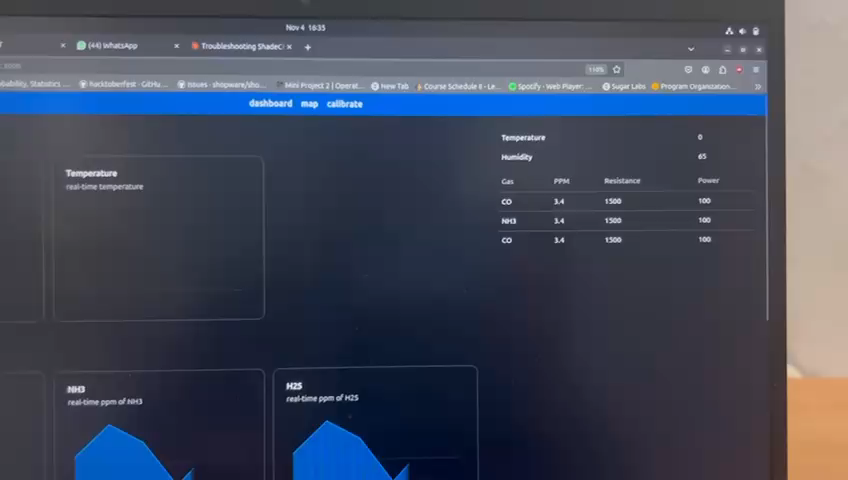 Nov 4 16:35
(44) WhatsApp
Troubleshooting ShadeC
110%
bability, Statistics ...
hacktoberfest · GitHu...
Issues · shopware/sho...
Mini Project 2 | Operat...
New Tab
Course Schedule II - Le...
Spotify - Web Player: ...
Sugar Labs
Program Organization...
dashboard map calibrate
Temperature 0
Humidity 65
Gas PPM Resistance Power
CO 3.4 1500 100
NH3 3.4 1500 100
CO 3.4 1500 100
Temperature
real-time temperature
NH3
real-time ppm of NH3
H2S
real-time ppm of H2S